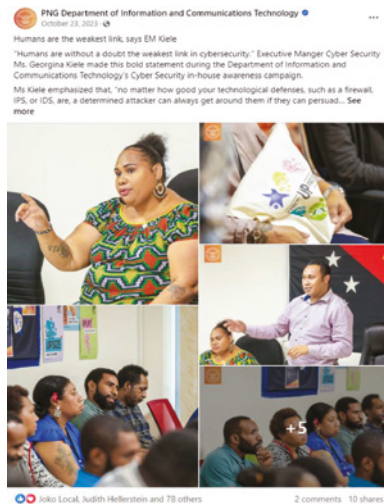 PNG Department of Information and Communications Technology
October 23, 2023
Humans are the weakest link, says EM Kiele
"Humans are without a doubt the weakest link in cybersecurity." Executive Manger Cyber Security
Ms. Georgina Kiele made this bold statement during the Department of Information and
Communications Technology's Cyber Security in-house awareness campaign.
Ms Kiele emphasized that, "no matter how good your technological defenses, such as a firewall,
IPS, or IDS, are, a determined attacker can always get around them if they can persuad... See
more
+5
Joko Local, Judith Hellerstein and 78 others
2 comments 10 shares